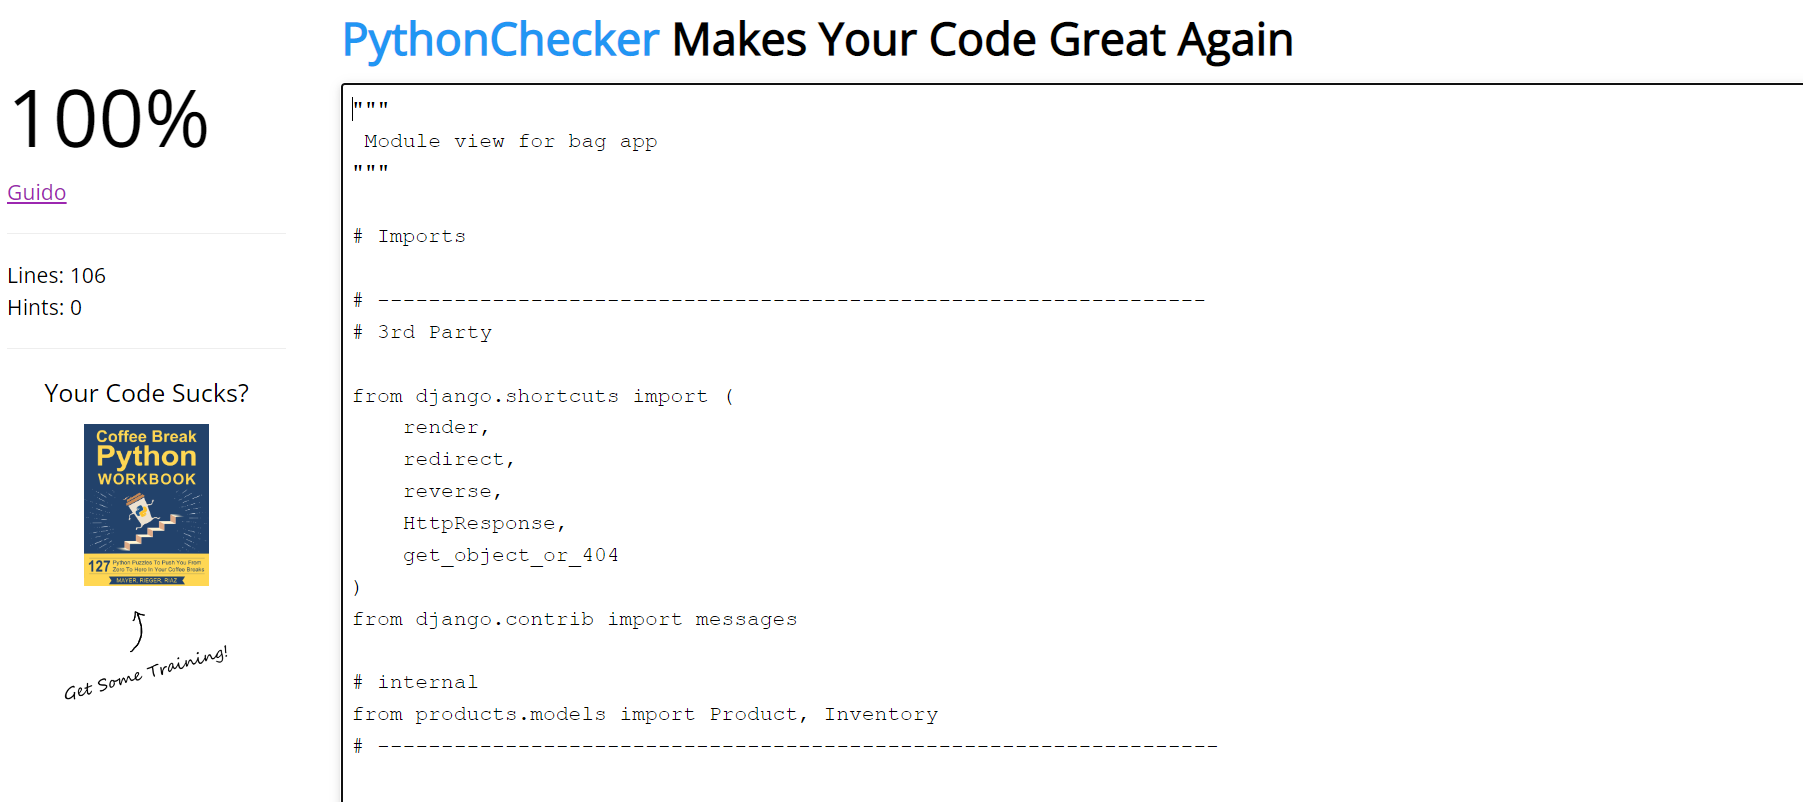 PythonChecker Makes Your Code Great Again
100%
Guido
Lines: 106
Hints: 0
Your Code Sucks?
Coffee Break
Python
WORKBOOK
127 Python Puzzles To Push You From
Zero To Hero In Your Coffee Breaks
MAYER, RIEGER, RIAZ
Get Some Training!
"""
 Module view for bag app
"""
# Imports
# -----------------------------------------------------------------
# 3rd Party
from django.shortcuts import (
    render,
    redirect,
    reverse,
    HttpResponse,
    get_object_or_404
)
from django.contrib import messages
# internal
from products.models import Product, Inventory
# ------------------------------------------------------------------